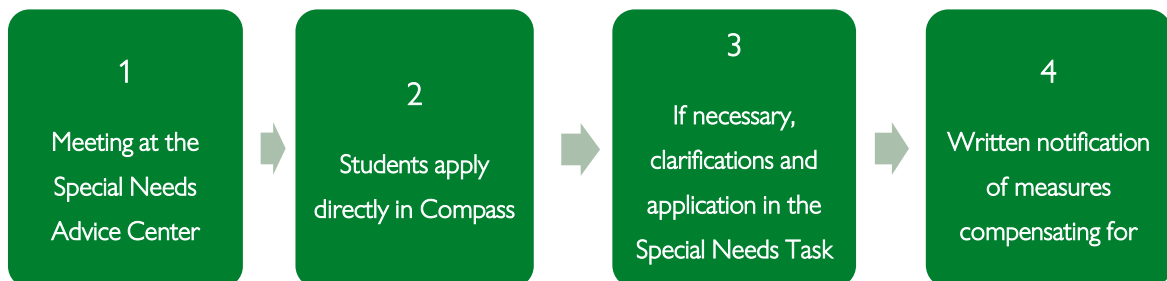 1
Meeting at the
Special Needs
Advice Center
2
Students apply
directly in Compass
3
If necessary,
clarifications and
application in the
Special Needs Task
4
Written notification
of measures
compensating for